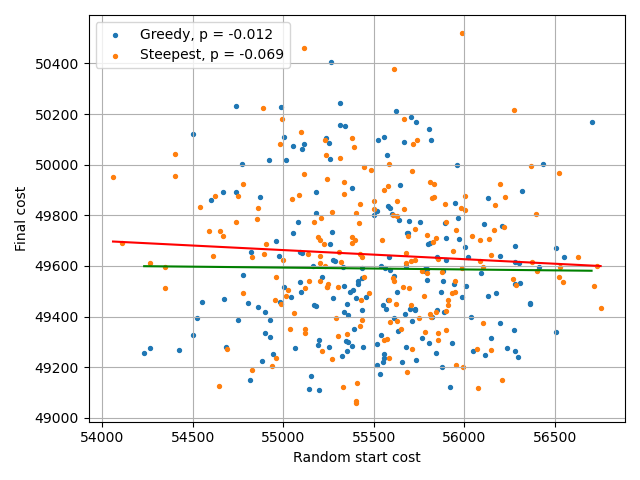 Greedy, p = -0.012
Steepest, p = -0.069
50400
50200
50000
49800
49600
49400
49200
49000
Final cost
54000 54500 55000 55500 56000 56500
Random start cost